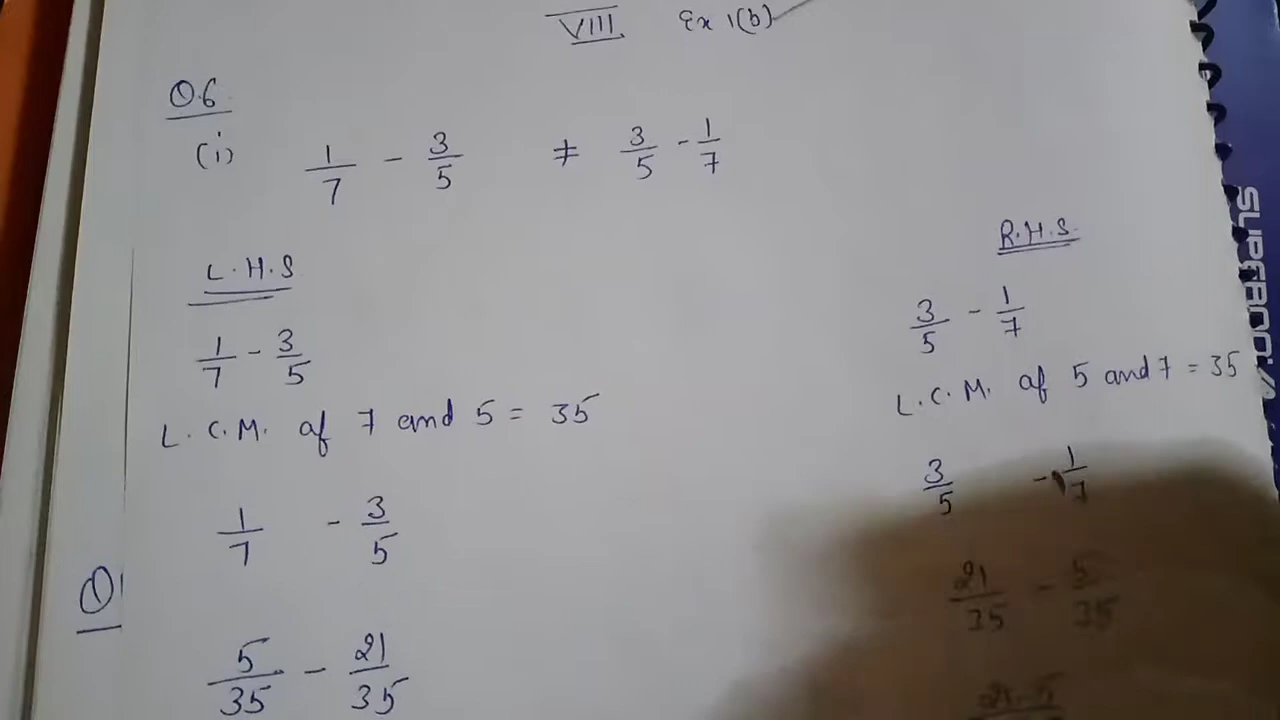 VIII Ex 1(b)
Q.6
(i) 1/7 - 3/5 ≠ 3/5 - 1/7
L.H.S
1/7 - 3/5
L.C.M. of 7 and 5 = 35
1/7 - 3/5
5/35 - 21/35
R.H.S.
3/5 - 1/7
L.C.M. of 5 and 7 = 35
3/5 - 1/7
21/35 - 5/35
21-5